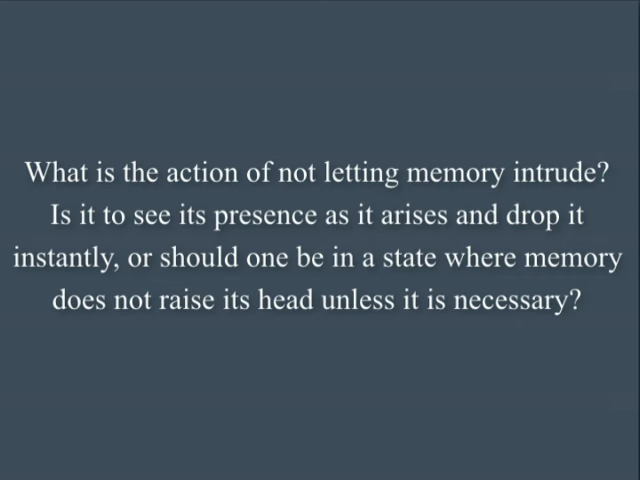 What is the action of not letting memory intrude?
Is it to see its presence as it arises and drop it
instantly, or should one be in a state where memory
does not raise its head unless it is necessary?